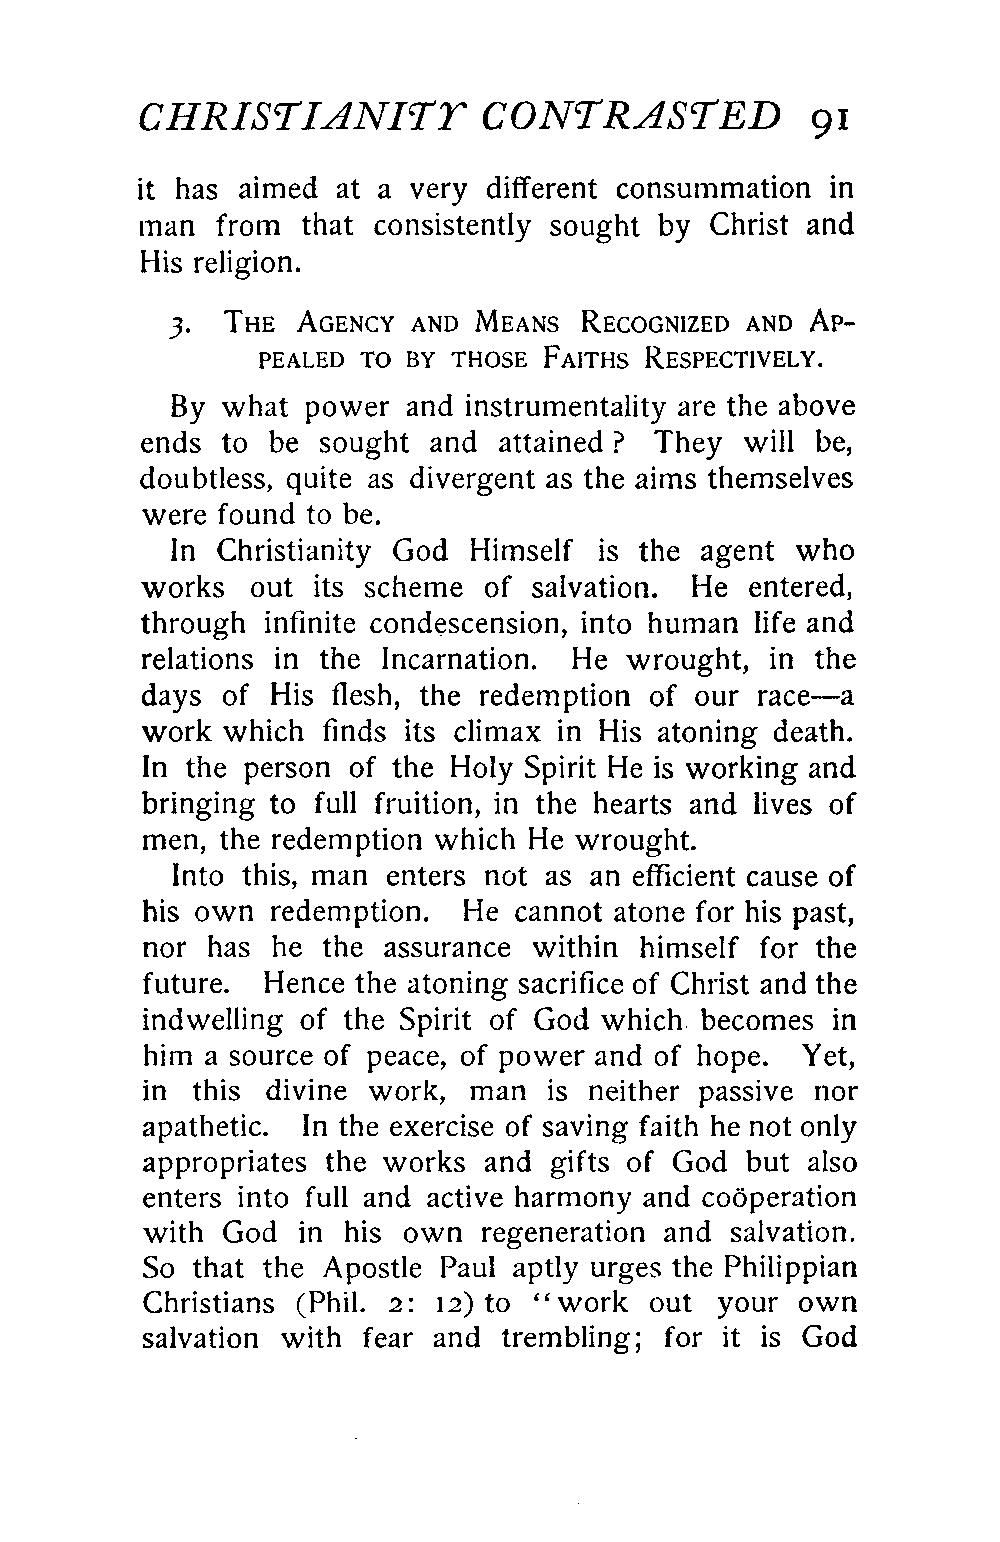 CHRISTIANITY CONTRASTED 91
it has aimed at a very different consummation in
man from that consistently sought by Christ and
His religion.
3. THE AGENCY AND MEANS RECOGNIZED AND AP-
PEALED TO BY THOSE FAITHS RESPECTIVELY.
By what power and instrumentality are the above
ends to be sought and attained? They will be,
doubtless, quite as divergent as the aims themselves
were found to be.
In Christianity God Himself is the agent who
works out its scheme of salvation. He entered,
through infinite condescension, into human life and
relations in the Incarnation. He wrought, in the
days of His flesh, the redemption of our race—a
work which finds its climax in His atoning death.
In the person of the Holy Spirit He is working and
bringing to full fruition, in the hearts and lives of
men, the redemption which He wrought.
Into this, man enters not as an efficient cause of
his own redemption. He cannot atone for his past,
nor has he the assurance within himself for the
future. Hence the atoning sacrifice of Christ and the
indwelling of the Spirit of God which becomes in
him a source of peace, of power and of hope. Yet,
in this divine work, man is neither passive nor
apathetic. In the exercise of saving faith he not only
appropriates the works and gifts of God but also
enters into full and active harmony and coöperation
with God in his own regeneration and salvation.
So that the Apostle Paul aptly urges the Philippian
Christians (Phil. 2: 12) to "work out your own
salvation with fear and trembling; for it is God